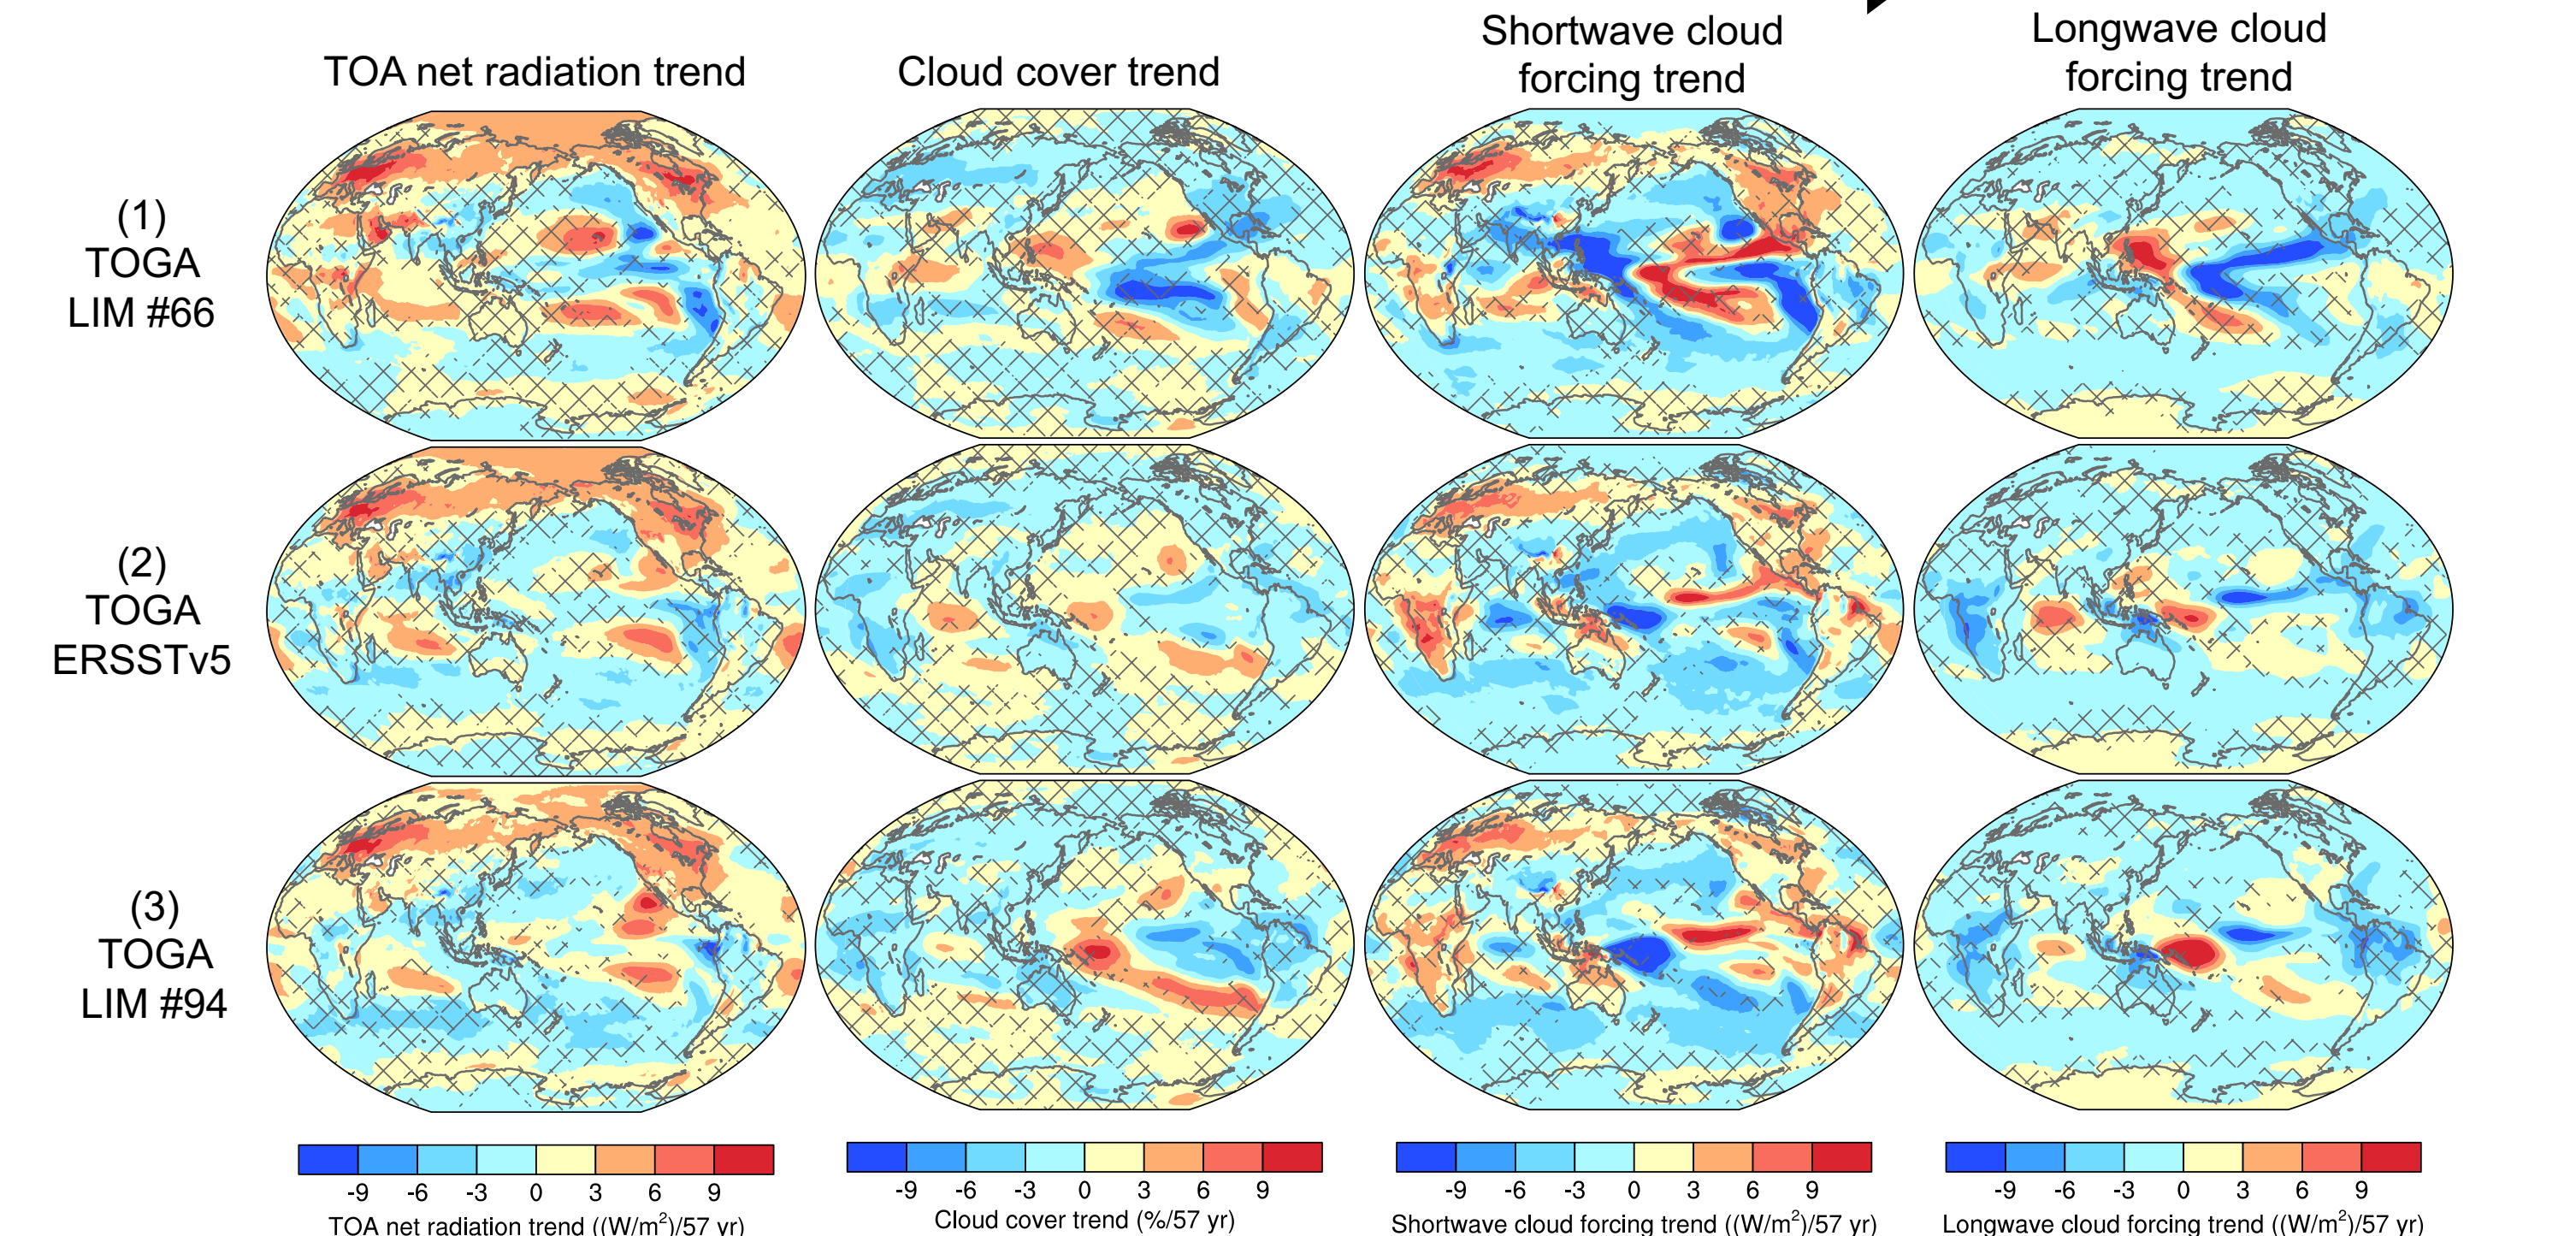 TOA net radiation trend
Cloud cover trend
Shortwave cloud
forcing trend
Longwave cloud
forcing trend
(1)
TOGA
LIM #66
(2)
TOGA
ERSSTv5
(3)
TOGA
LIM #94
-9 -6 -3 0 3 6 9
TOA net radiation trend ((W/m²)/57 yr)
-9 -6 -3 0 3 6 9
Cloud cover trend (%/57 yr)
-9 -6 -3 0 3 6 9
Shortwave cloud forcing trend ((W/m²)/57 yr)
-9 -6 -3 0 3 6 9
Longwave cloud forcing trend ((W/m²)/57 yr)